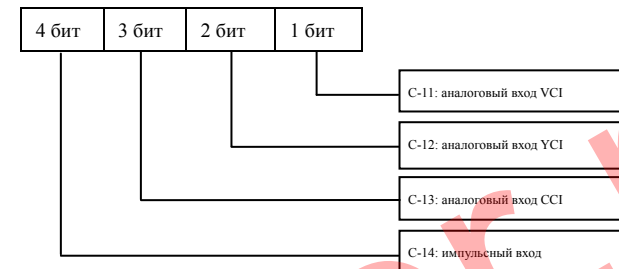 4 бит 3 бит 2 бит 1 бит
С-11: аналоговый вход VCI
С-12: аналоговый вход YCI
С-13: аналоговый вход CCI
С-14: импульсный вход